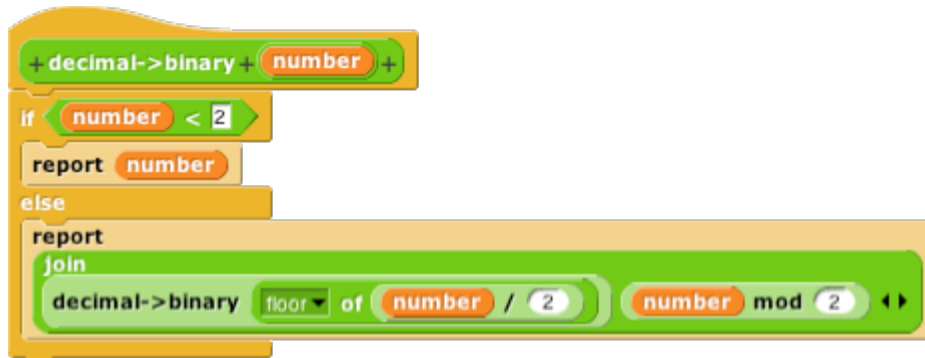 +decimal->binary+ number +
if number < 2
report number
else
report
join
decimal->binary floor of number / 2 number mod 2